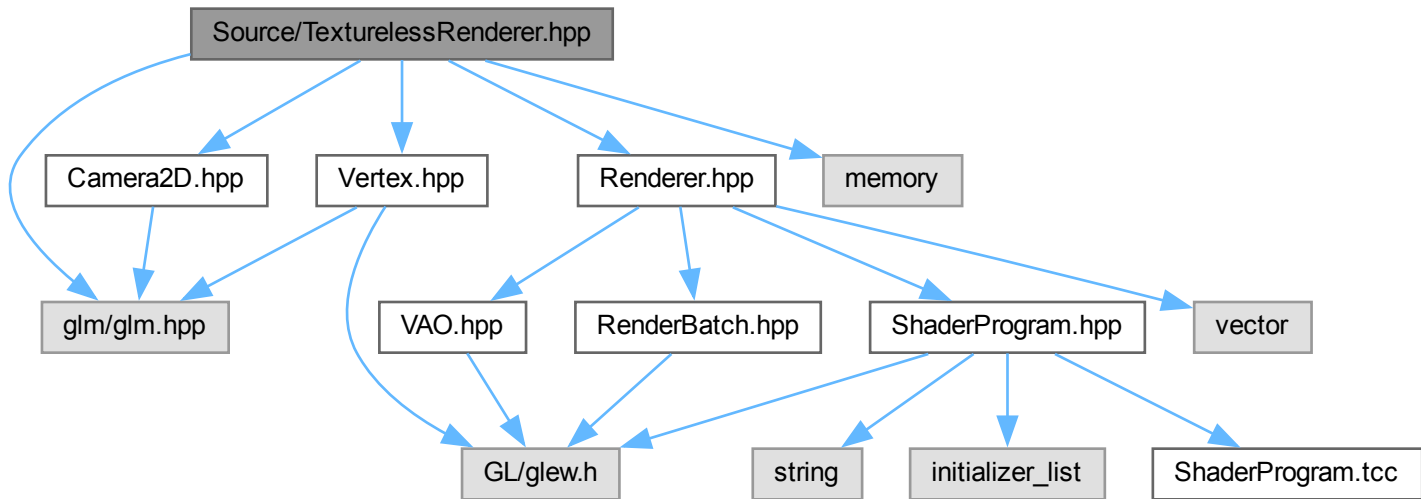 Source/TexturelessRenderer.hpp
Camera2D.hpp
Vertex.hpp
Renderer.hpp
memory
glm/glm.hpp
VAO.hpp
RenderBatch.hpp
ShaderProgram.hpp
vector
GL/glew.h
string
initializer_list
ShaderProgram.tcc